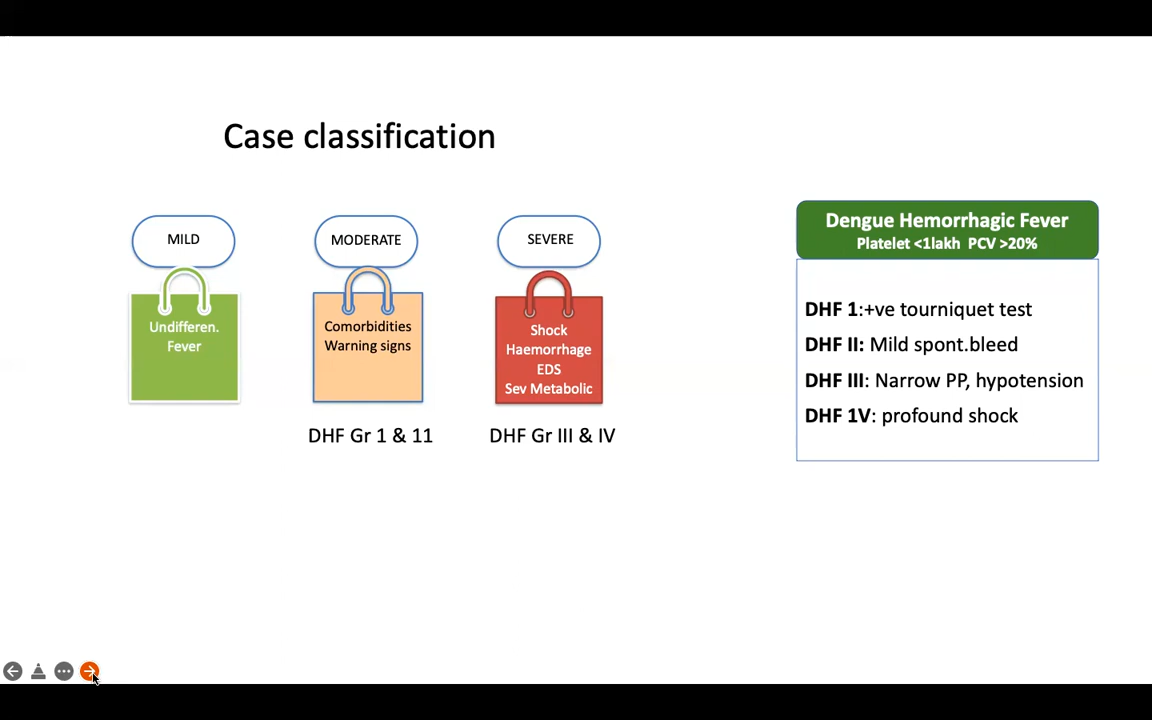 Case classification
MILD
Undifferen.
Fever
MODERATE
Comorbidities
Warning signs
DHF Gr 1 & 11
SEVERE
Shock
Haemorrhage
EDS
Sev Metabolic
DHF Gr III & IV
Dengue Hemorrhagic Fever
Platelet <1lakh PCV >20%
DHF 1:+ve tourniquet test
DHF II: Mild spont.bleed
DHF III: Narrow PP, hypotension
DHF 1V: profound shock